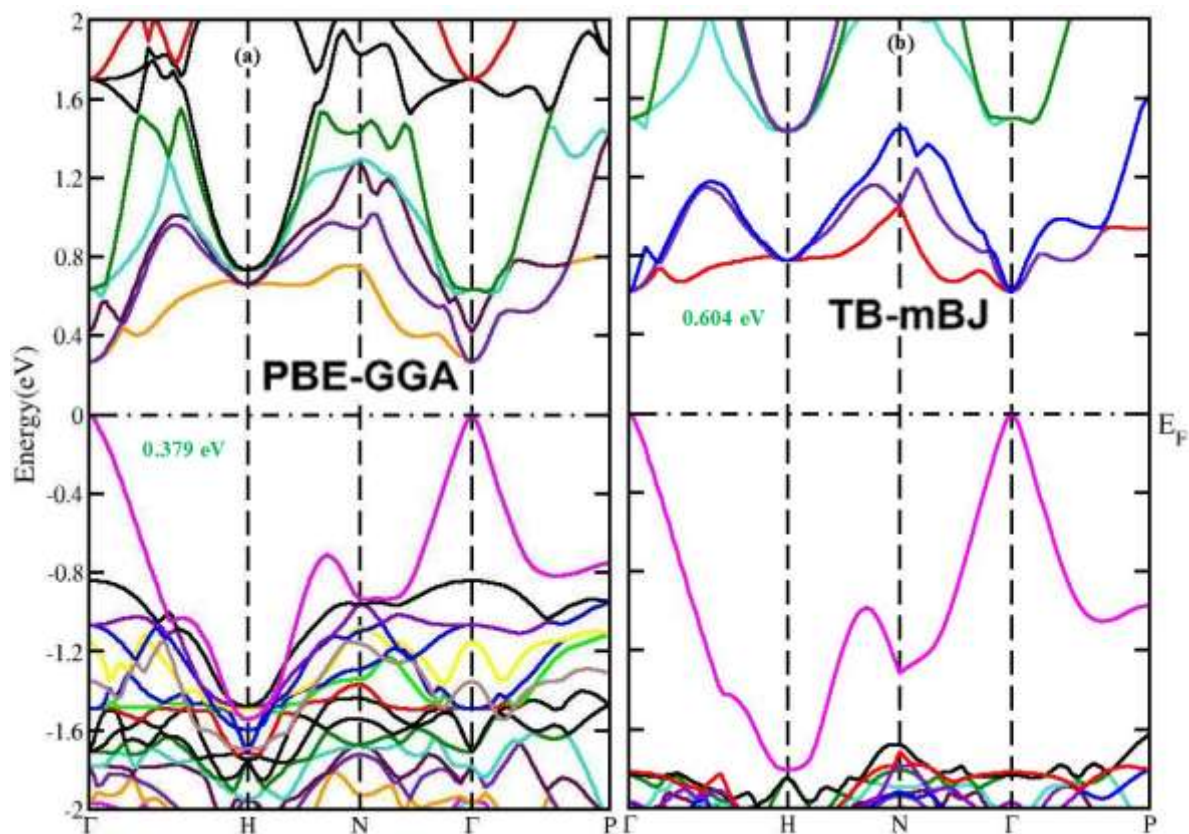 2
1.6
1.2
0.8
0.4
0
-0.4
-0.8
-1.2
-1.6
-2
Energy(eV)
(a)
PBE-GGA
0.379 eV
Γ H N Γ P
(b)
0.604 eV
TB-mBJ
E_F
Γ H N Γ P